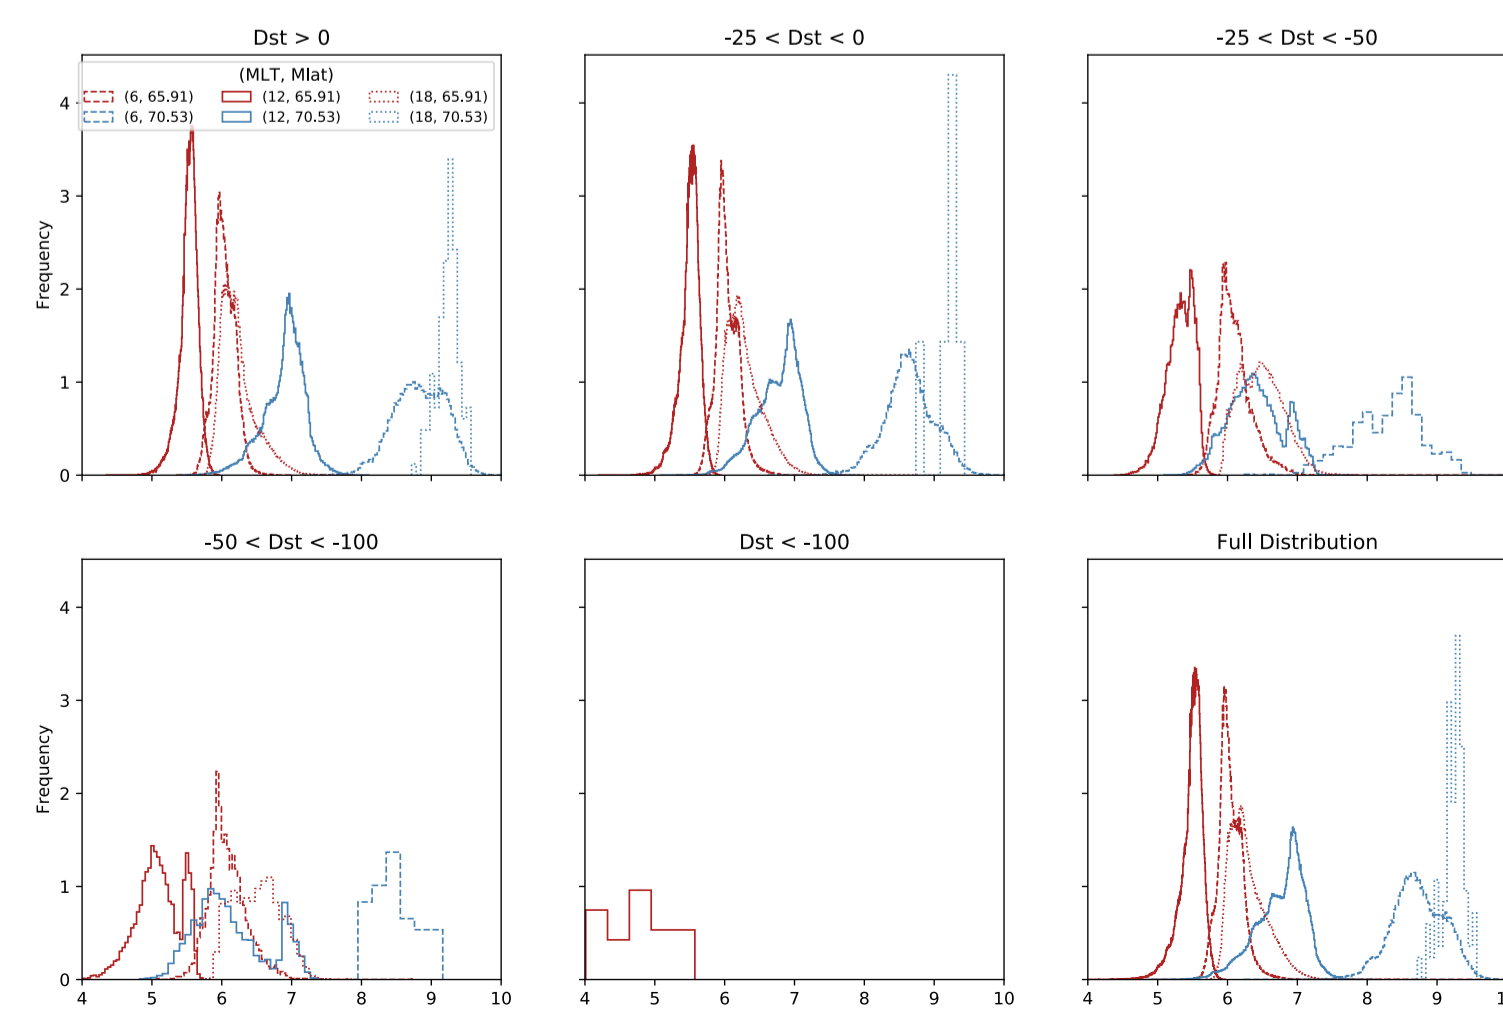 Dst > 0
-25 < Dst < 0
-25 < Dst < -50
(MLT, Mlat)
(6, 65.91) (12, 65.91) (18, 65.91)
(6, 70.53) (12, 70.53) (18, 70.53)
Frequency
4
3
2
1
0
-50 < Dst < -100
Dst < -100
Full Distribution
Frequency
4
3
2
1
0
4 5 6 7 8 9 10
4 5 6 7 8 9 10
4 5 6 7 8 9 1